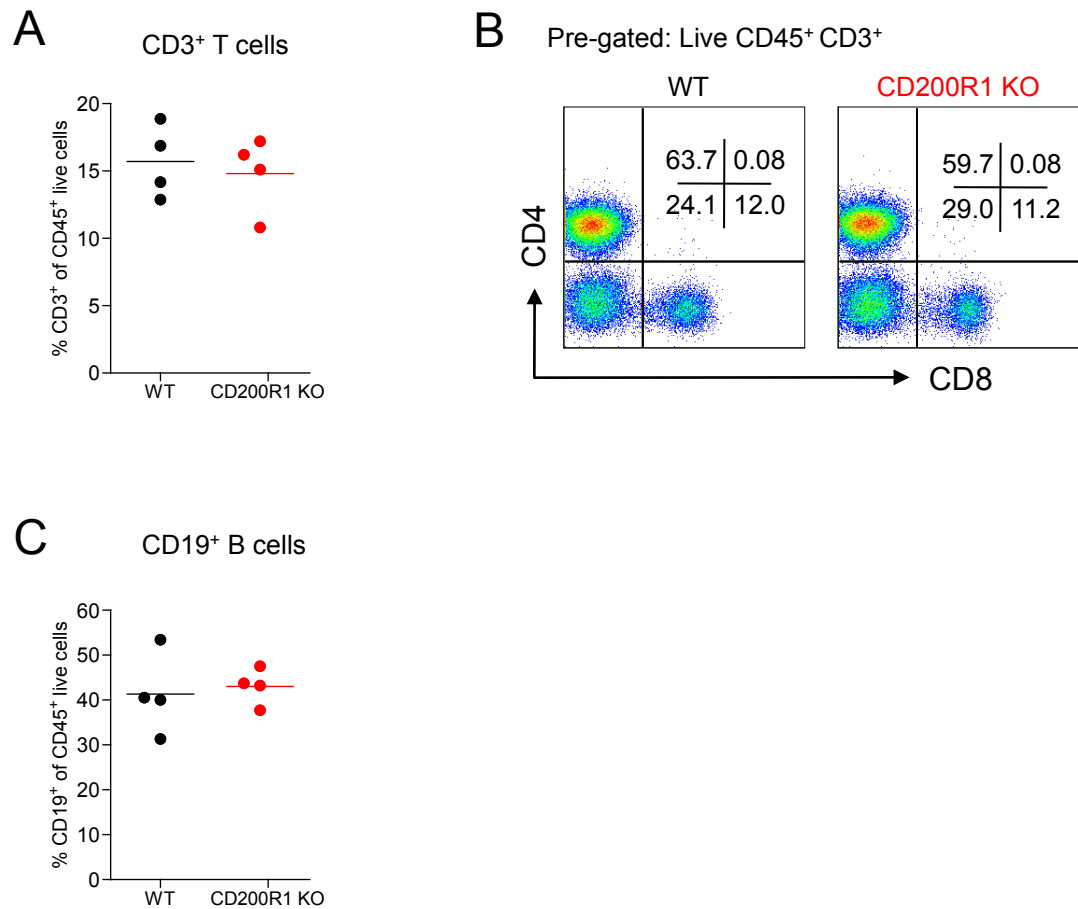 A
CD3⁺ T cells
% CD3⁺ of CD45⁺ live cells
20
15
10
5
0
WT
CD200R1 KO
B
Pre-gated: Live CD45⁺ CD3⁺
WT
CD200R1 KO
63.7 0.08
24.1 12.0
59.7 0.08
29.0 11.2
CD4
CD8
C
CD19⁺ B cells
% CD19⁺ of CD45⁺ live cells
60
50
40
30
20
10
0
WT
CD200R1 KO